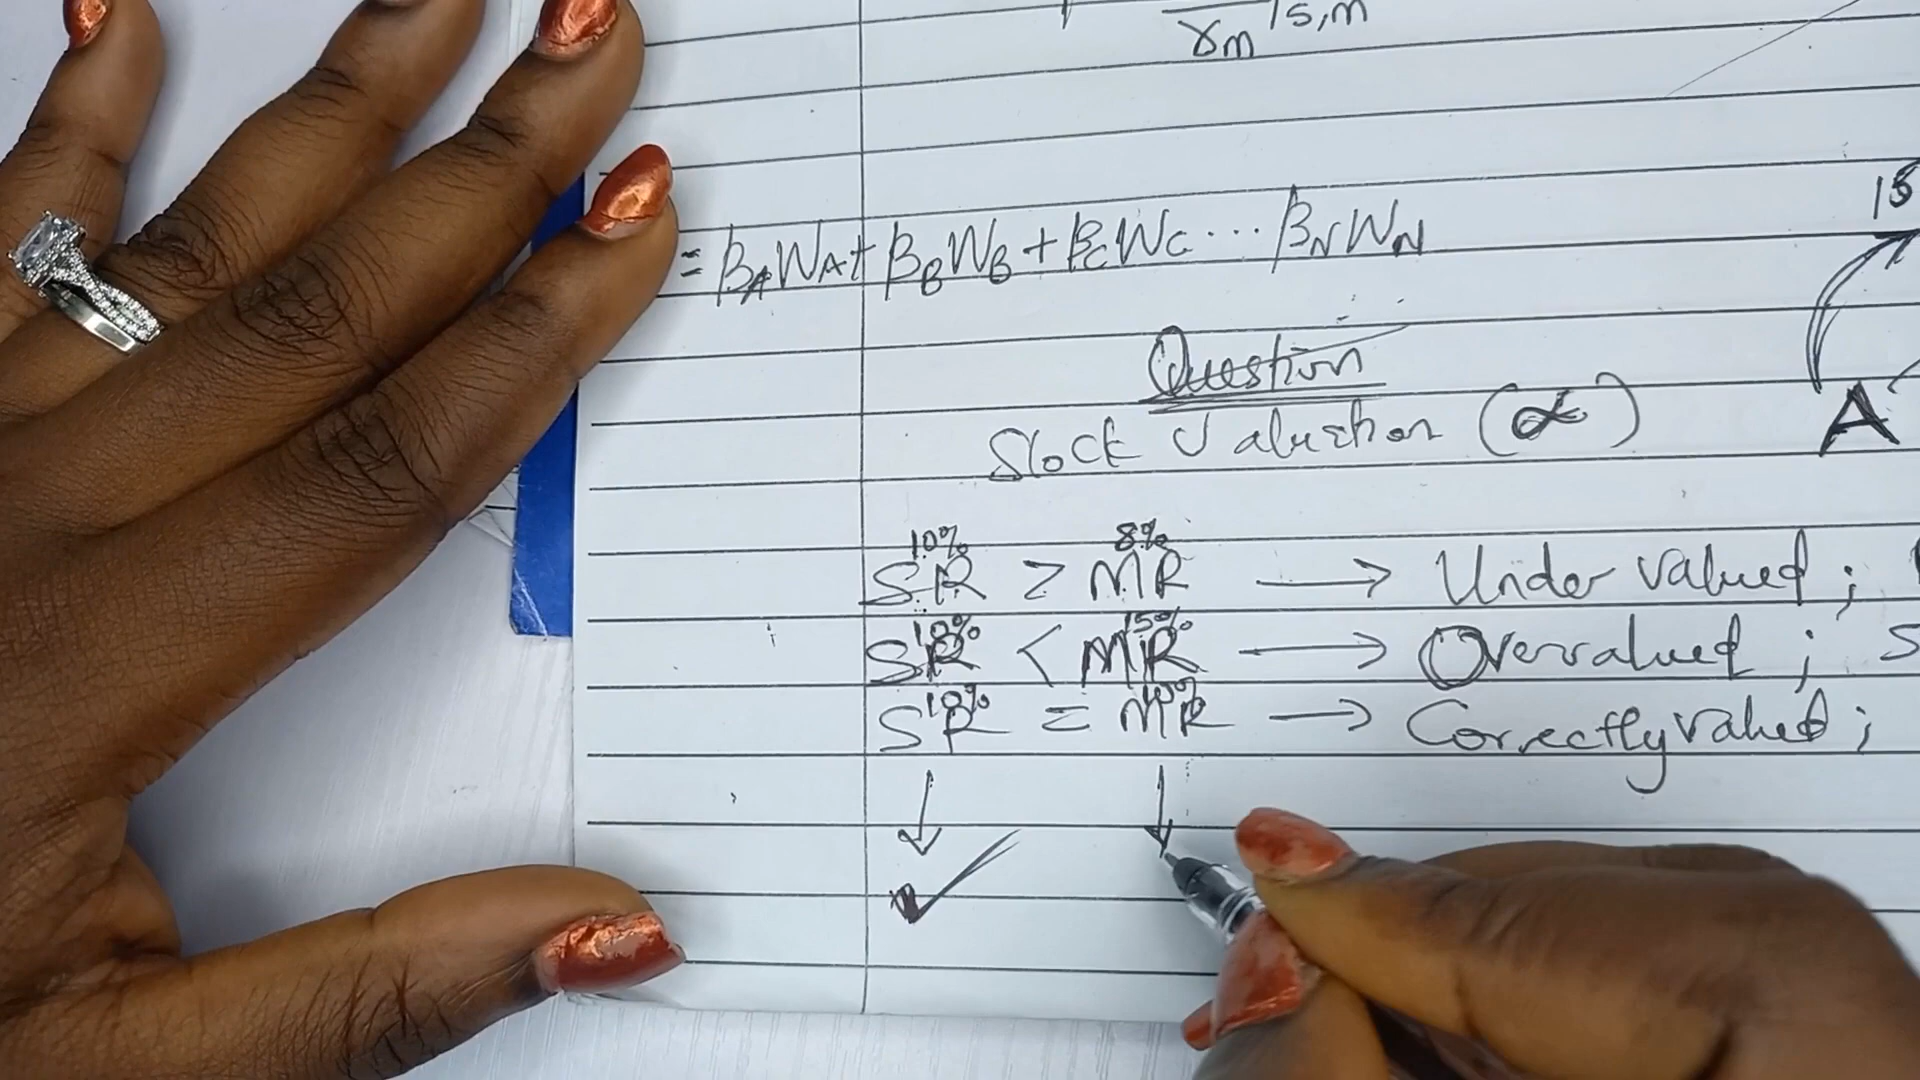 γm
= βAWA + βBWB + βCWC ... βNWN
15
Question
Stock Valuation (α)
A
10% 8%
SR > MR → Undervalued ;
10% 15%
SR < MR → Overvalued ; S
10% 10%
SR = MR → Correctly valued ;